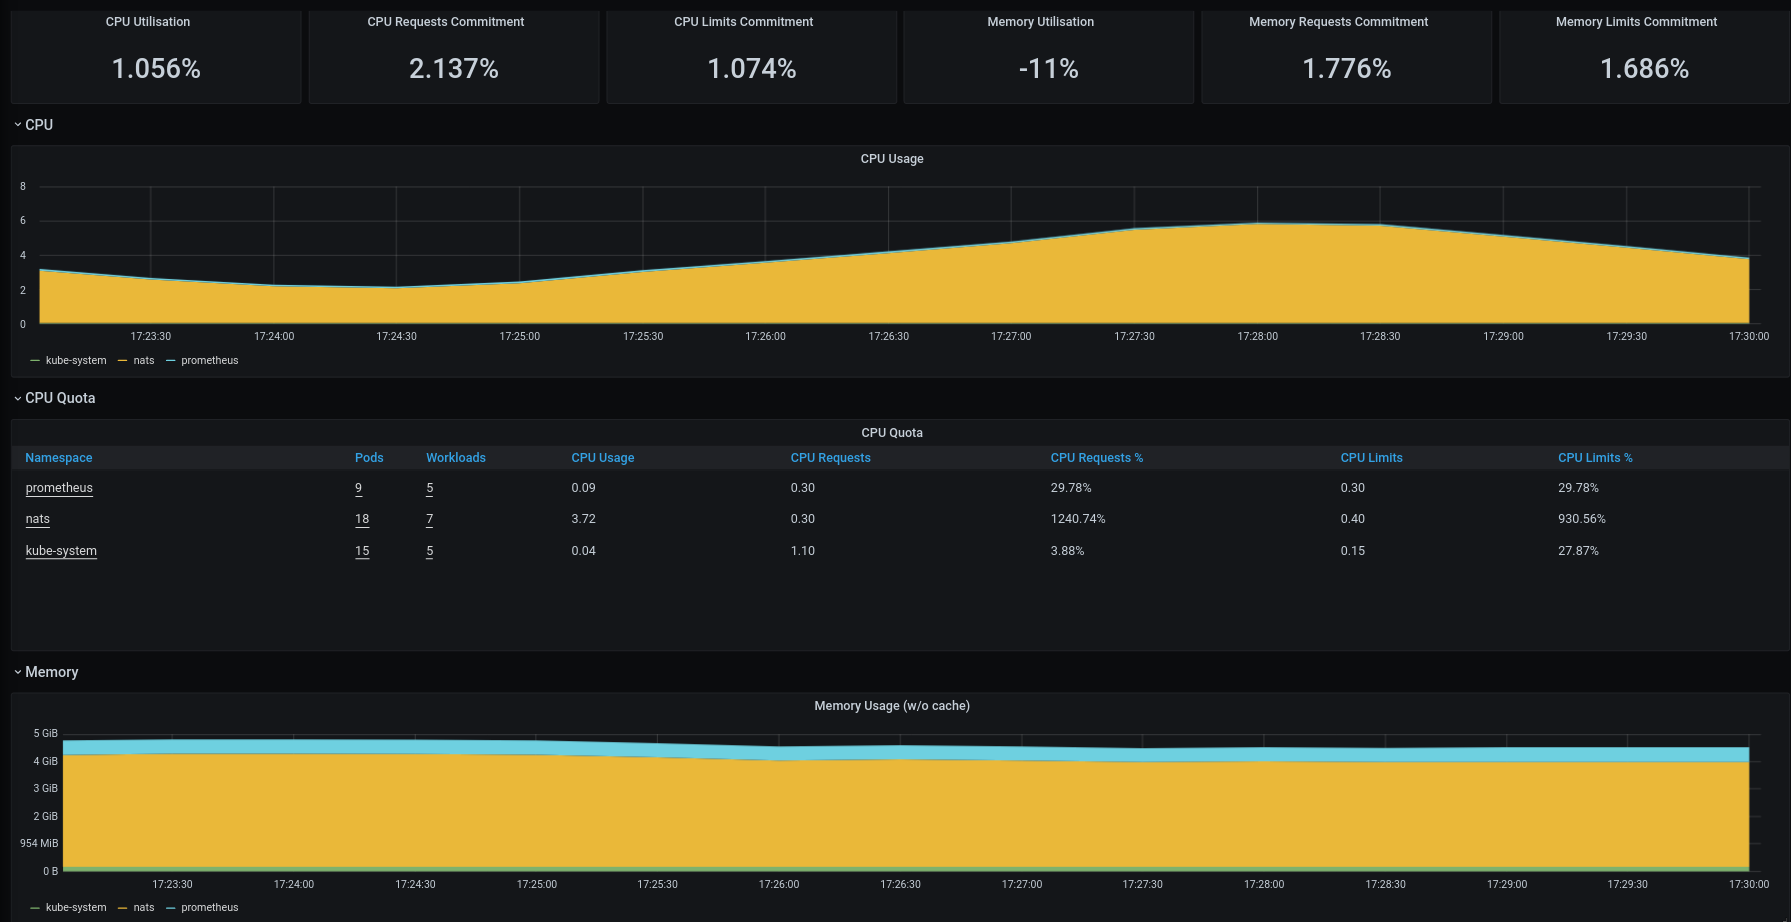 CPU Utilisation CPU Requests Commitment CPU Limits Commitment Memory Utilisation Memory Requests Commitment Memory Limits Commitment
1.056% 2.137% 1.074% -11% 1.776% 1.686%
CPU
CPU Usage
8
6
4
2
0
17:23:30 17:24:00 17:24:30 17:25:00 17:25:30 17:26:00 17:26:30 17:27:00 17:27:30 17:28:00 17:28:30 17:29:00 17:29:30 17:30:00
kube-system nats prometheus
CPU Quota
CPU Quota
Namespace Pods Workloads CPU Usage CPU Requests CPU Requests % CPU Limits CPU Limits %
prometheus 9 5 0.09 0.30 29.78% 0.30 29.78%
nats 18 7 3.72 0.30 1240.74% 0.40 930.56%
kube-system 15 5 0.04 1.10 3.88% 0.15 27.87%
Memory
Memory Usage (w/o cache)
5 GiB
4 GiB
3 GiB
2 GiB
954 MiB
0 B
17:23:30 17:24:00 17:24:30 17:25:00 17:25:30 17:26:00 17:26:30 17:27:00 17:27:30 17:28:00 17:28:30 17:29:00 17:29:30 17:30:00
kube-system nats prometheus